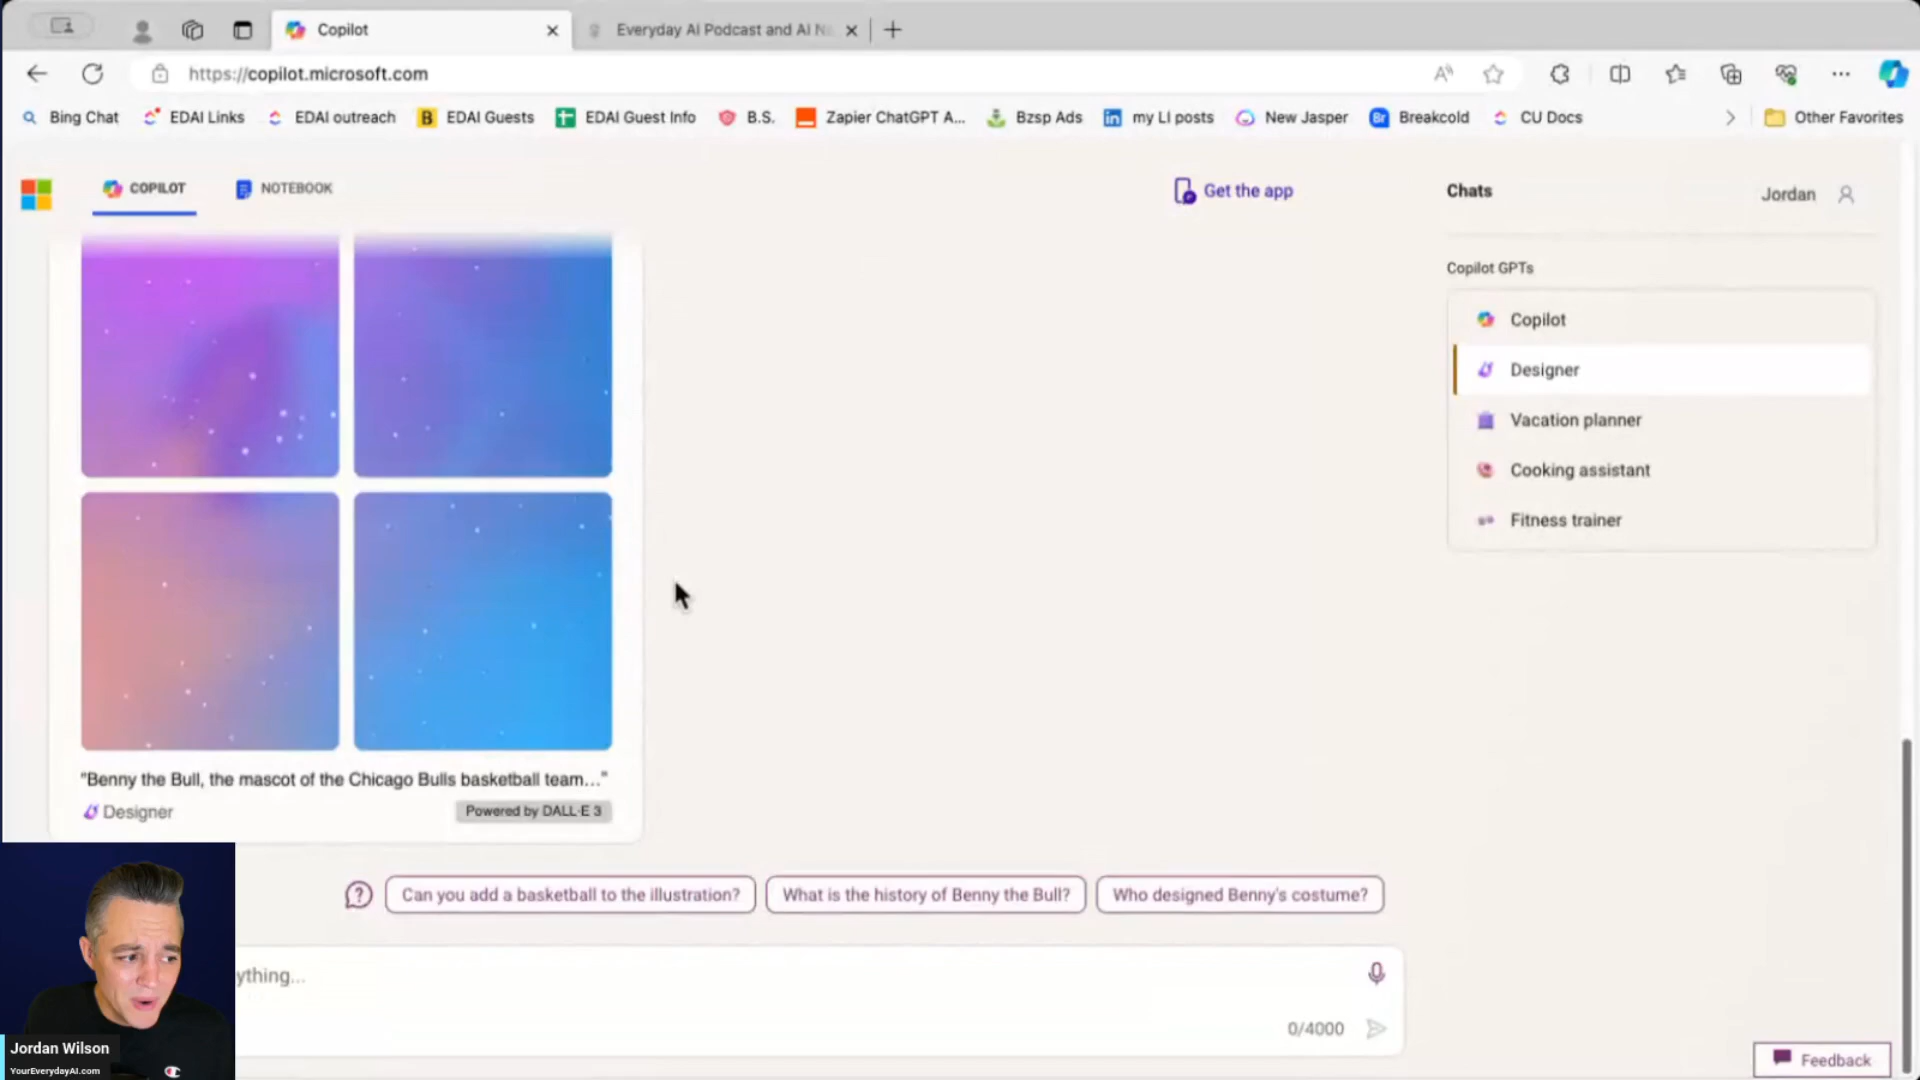 Copilot
Everyday AI Podcast and AI N
https://copilot.microsoft.com
Bing Chat
EDAI Links
EDAI outreach
EDAI Guests
EDAI Guest Info
B.S.
Zapier ChatGPT A...
Bzsp Ads
my LI posts
New Jasper
Breakcold
CU Docs
Other Favorites
COPILOT
NOTEBOOK
Get the app
Chats
Jordan
Copilot GPTs
Copilot
Designer
Vacation planner
Cooking assistant
Fitness trainer
"Benny the Bull, the mascot of the Chicago Bulls basketball team..."
Designer
Powered by DALL·E 3
Can you add a basketball to the illustration?
What is the history of Benny the Bull?
Who designed Benny's costume?
ything...
0/4000
Feedback
Jordan Wilson
YourEverydayAI.com